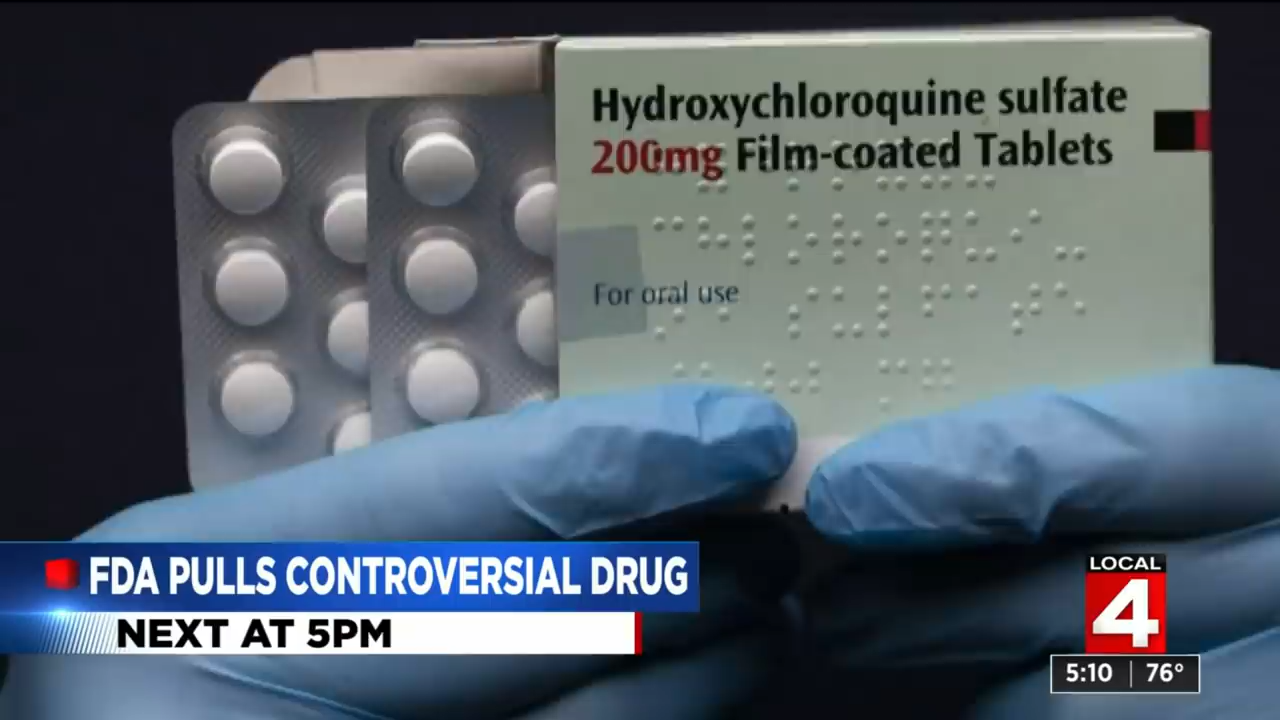 Hydroxychloroquine sulfate
200mg Film-coated Tablets
For oral use
FDA PULLS CONTROVERSIAL DRUG
NEXT AT 5PM
LOCAL
4
5:10 76°